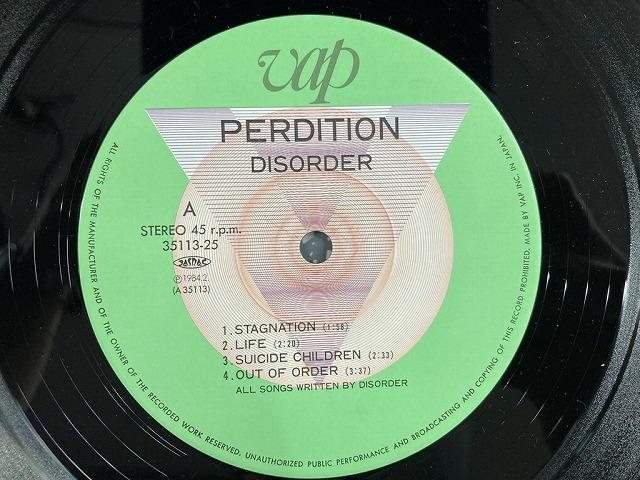 vap
PERDITION
DISORDER
A
STEREO 45 r.p.m.
35113-25
JASRAC
Ⓟ1984.2.
(A 35113)
1. STAGNATION (1:58)
2. LIFE (2:20)
3. SUICIDE CHILDREN (2:33)
4. OUT OF ORDER (3:37)
ALL SONGS WRITTEN BY DISORDER
ALL RIGHTS OF THE MANUFACTURER AND OF THE OWNER OF THE RECORDED WORK RESERVED. UNAUTHORIZED PUBLIC PERFORMANCE AND BROADCASTING AND COPYING OF THIS RECORD PROHIBITED. MADE BY VAP INC. IN JAPAN.